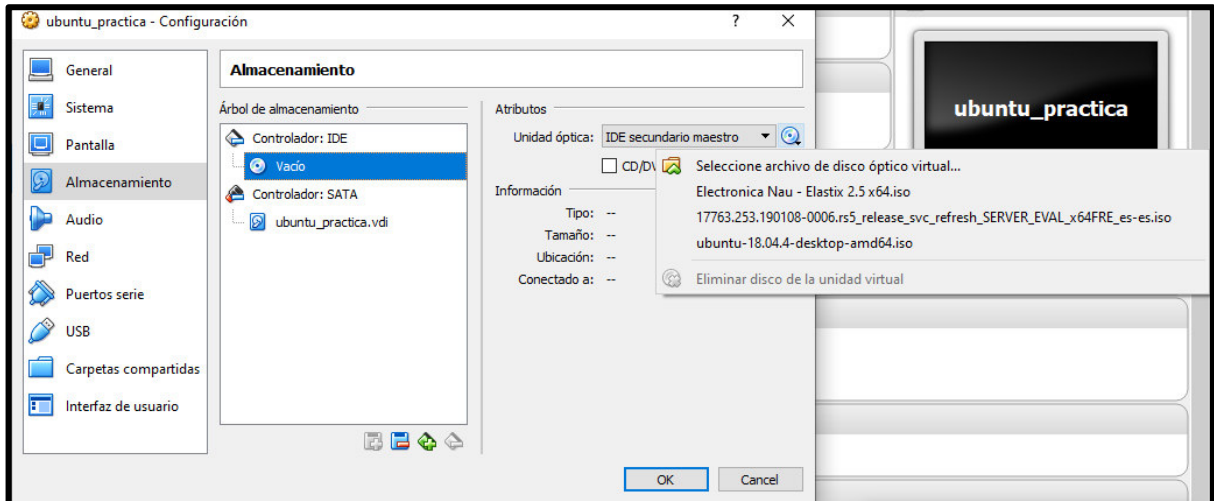 ubuntu_practica - Configuración
? X
General
Sistema
Pantalla
Almacenamiento
Audio
Red
Puertos serie
USB
Carpetas compartidas
Interfaz de usuario
Almacenamiento
Árbol de almacenamiento
Controlador: IDE
Vacío
Controlador: SATA
ubuntu_practica.vdi
Atributos
Unidad óptica: IDE secundario maestro
CD/DV
Información
Tipo: --
Tamaño: --
Ubicación: --
Conectado a: --
Seleccione archivo de disco óptico virtual...
Electronica Nau - Elastix 2.5 x64.iso
17763.253.190108-0006.rs5_release_svc_refresh_SERVER_EVAL_x64FRE_es-es.iso
ubuntu-18.04.4-desktop-amd64.iso
Eliminar disco de la unidad virtual
OK Cancel
ubuntu_practica